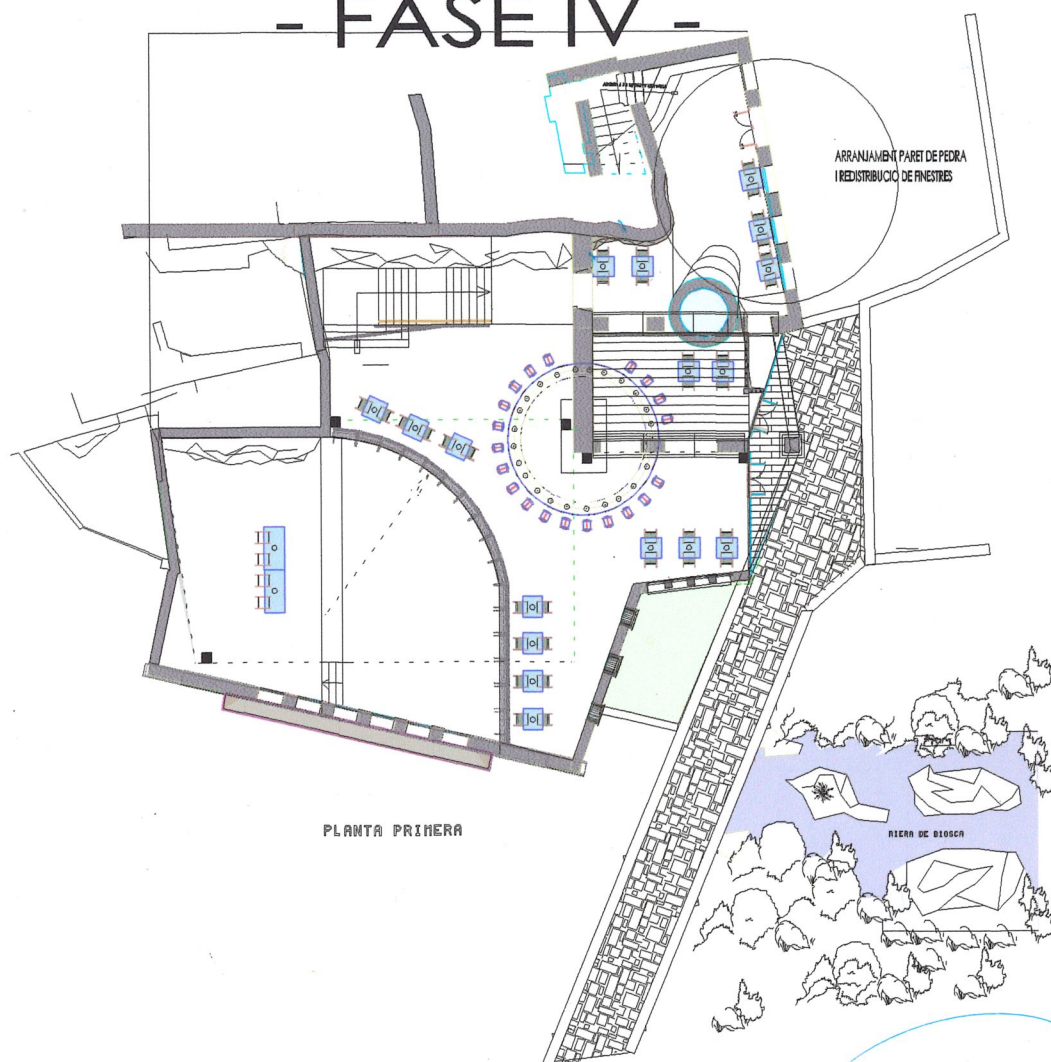 - FASE IV -
ARRANJAMENT PARET DE PEDRA
I REDISTRIBUCIÓ DE FINESTRES
PLANTA PRIMERA
RIERA DE BIOSCA